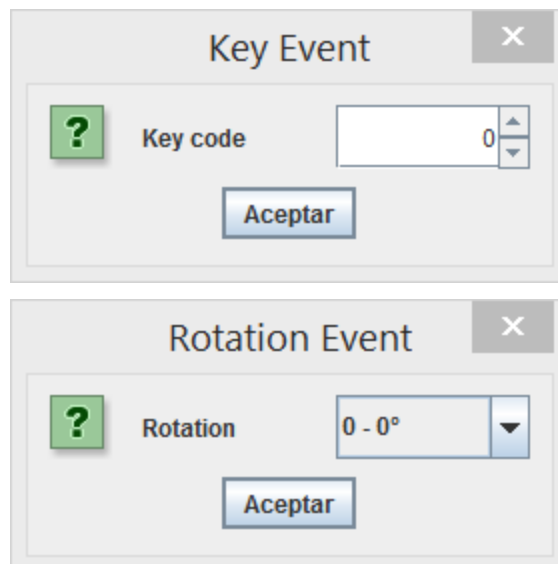 Key Event
Key code 0
Aceptar
Rotation Event
Rotation 0 - 0°
Aceptar